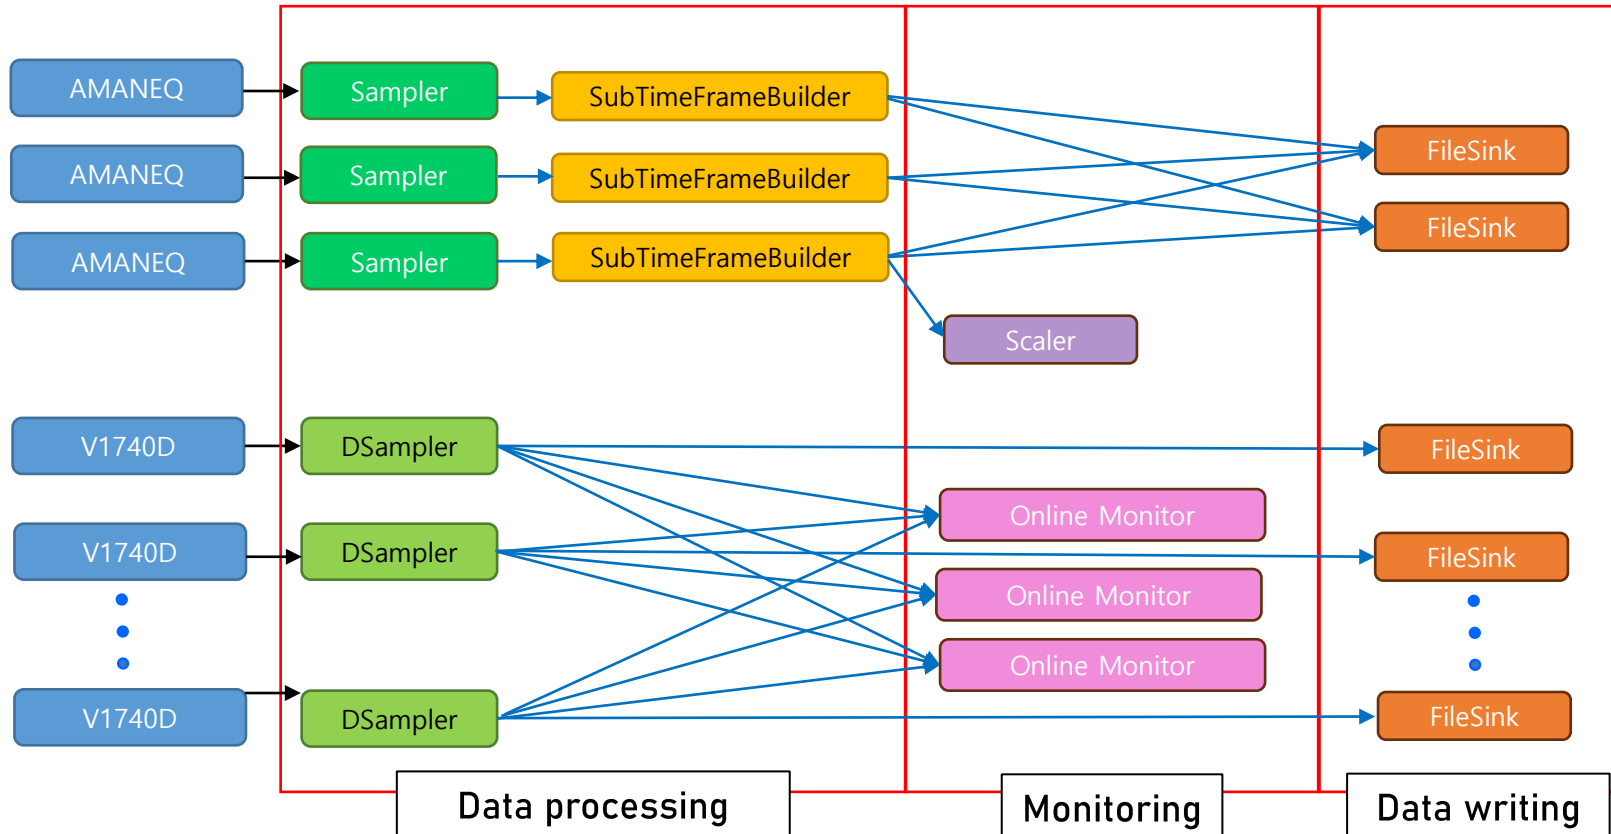 AMANEQ
Sampler
SubTimeFrameBuilder
FileSink
AMANEQ
Sampler
SubTimeFrameBuilder
FileSink
AMANEQ
Sampler
SubTimeFrameBuilder
Scaler
V1740D
DSampler
FileSink
Online Monitor
V1740D
DSampler
FileSink
Online Monitor
Online Monitor
V1740D
DSampler
FileSink
Data processing
Monitoring
Data writing